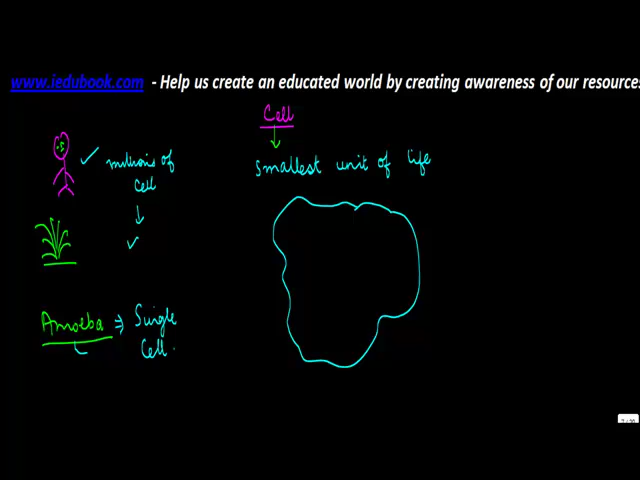 www.iedubook.com - Help us create an educated world by creating awareness of our resources
Cell
smallest unit of life
millions of
cell
Amoeba ⇒ Single
Cell